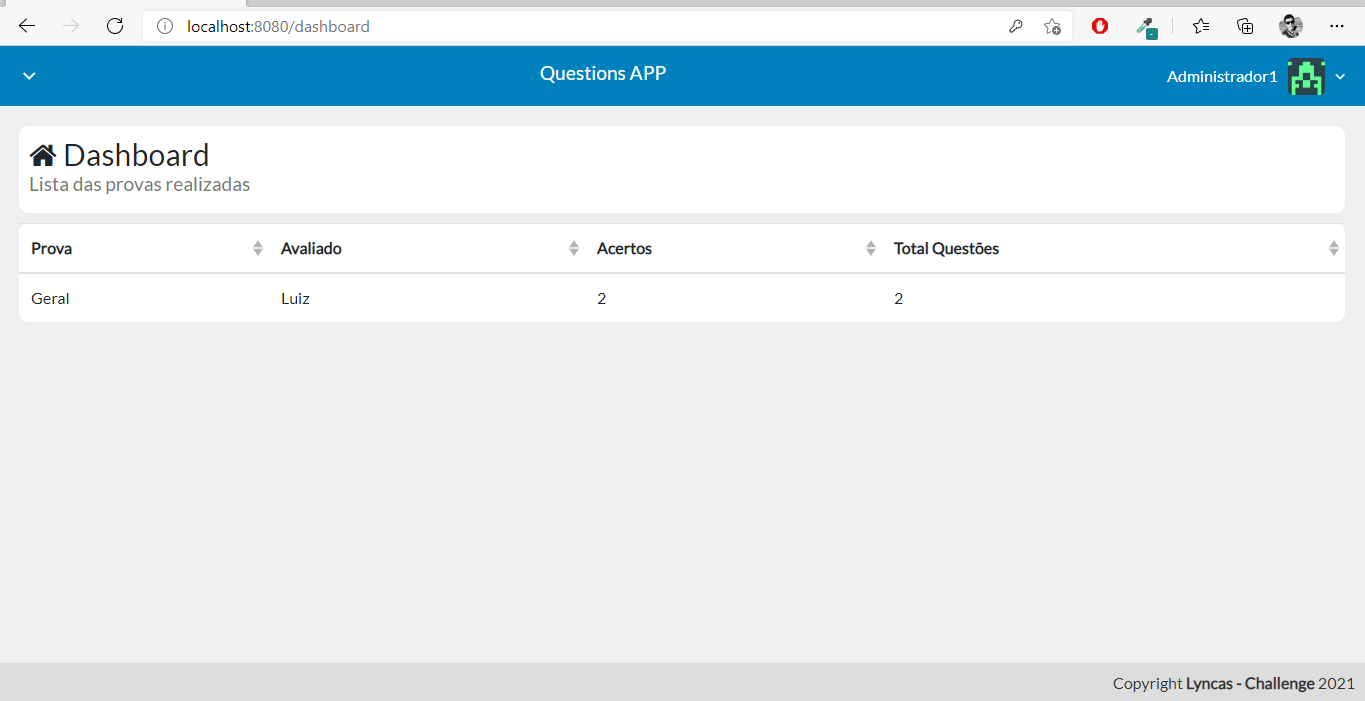 localhost:8080/dashboard
Questions APP
Administrador1
Dashboard
Lista das provas realizadas
Prova Avaliado Acertos Total Questões
Geral Luiz 2 2
Copyright Lyncas - Challenge 2021